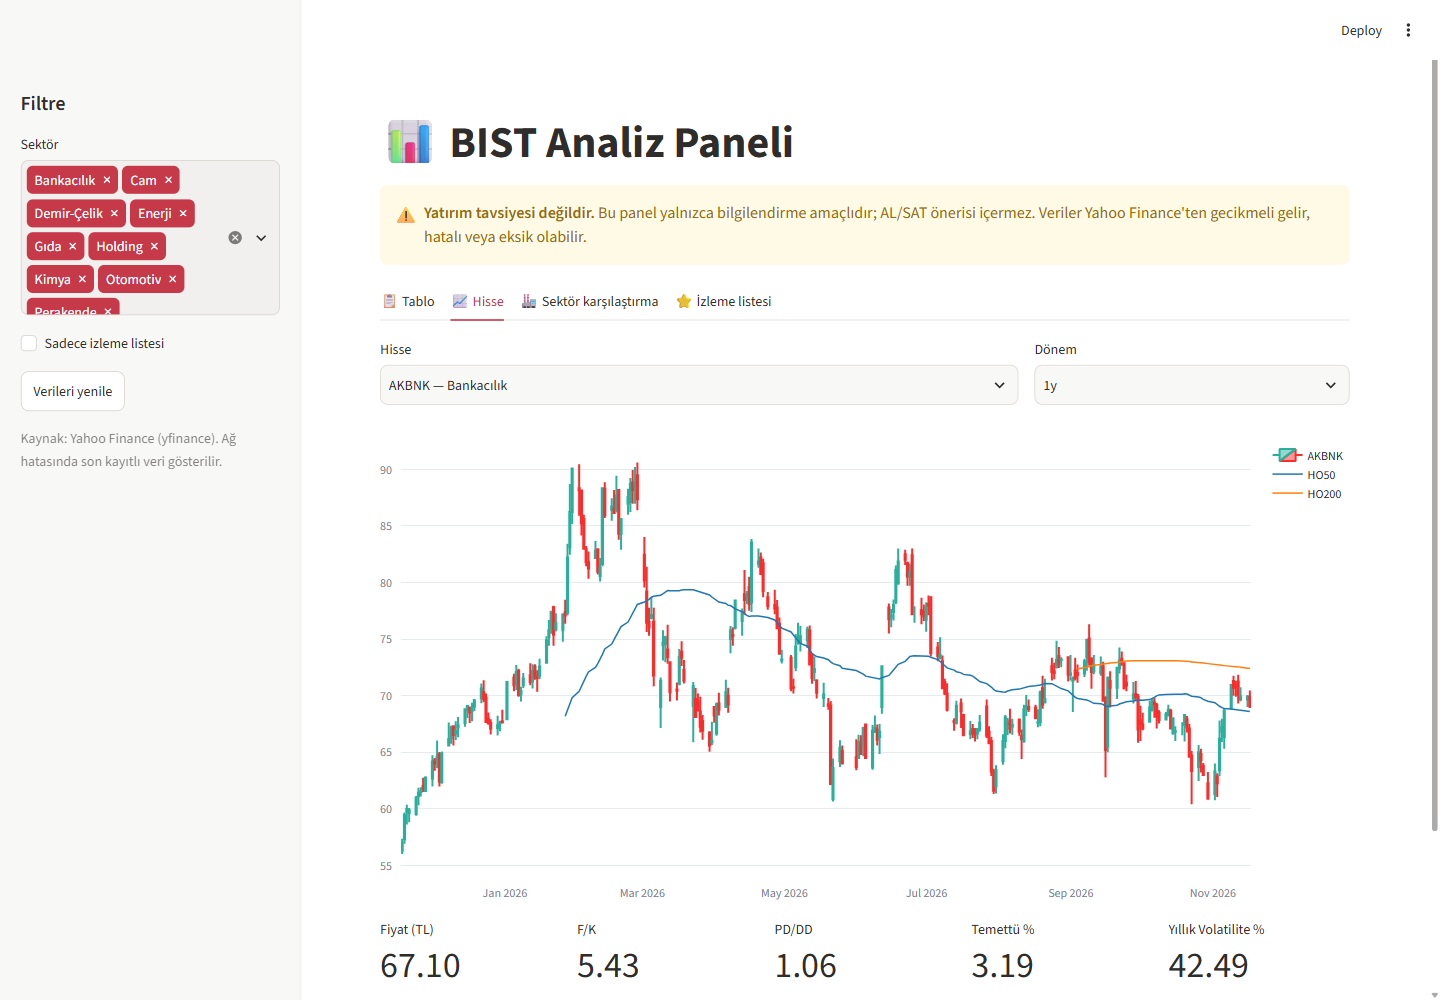 Deploy
Filtre
Sektör
Bankacılık × Cam ×
Demir-Çelik × Enerji ×
Gıda × Holding ×
Kimya × Otomotiv ×
Perakende ×
Sadece izleme listesi
Verileri yenile
Kaynak: Yahoo Finance (yfinance). Ağ
hatasında son kayıtlı veri gösterilir.
BIST Analiz Paneli
Yatırım tavsiyesi değildir. Bu panel yalnızca bilgilendirme amaçlıdır; AL/SAT önerisi içermez. Veriler Yahoo Finance'ten gecikmeli gelir,
hatalı veya eksik olabilir.
Tablo Hisse Sektör karşılaştırma İzleme listesi
Hisse Dönem
AKBNK — Bankacılık 1y
AKBNK
HO50
HO200
90
85
80
75
70
65
60
55
Jan 2026 Mar 2026 May 2026 Jul 2026 Sep 2026 Nov 2026
Fiyat (TL) F/K PD/DD Temettü % Yıllık Volatilite %
67.10 5.43 1.06 3.19 42.49